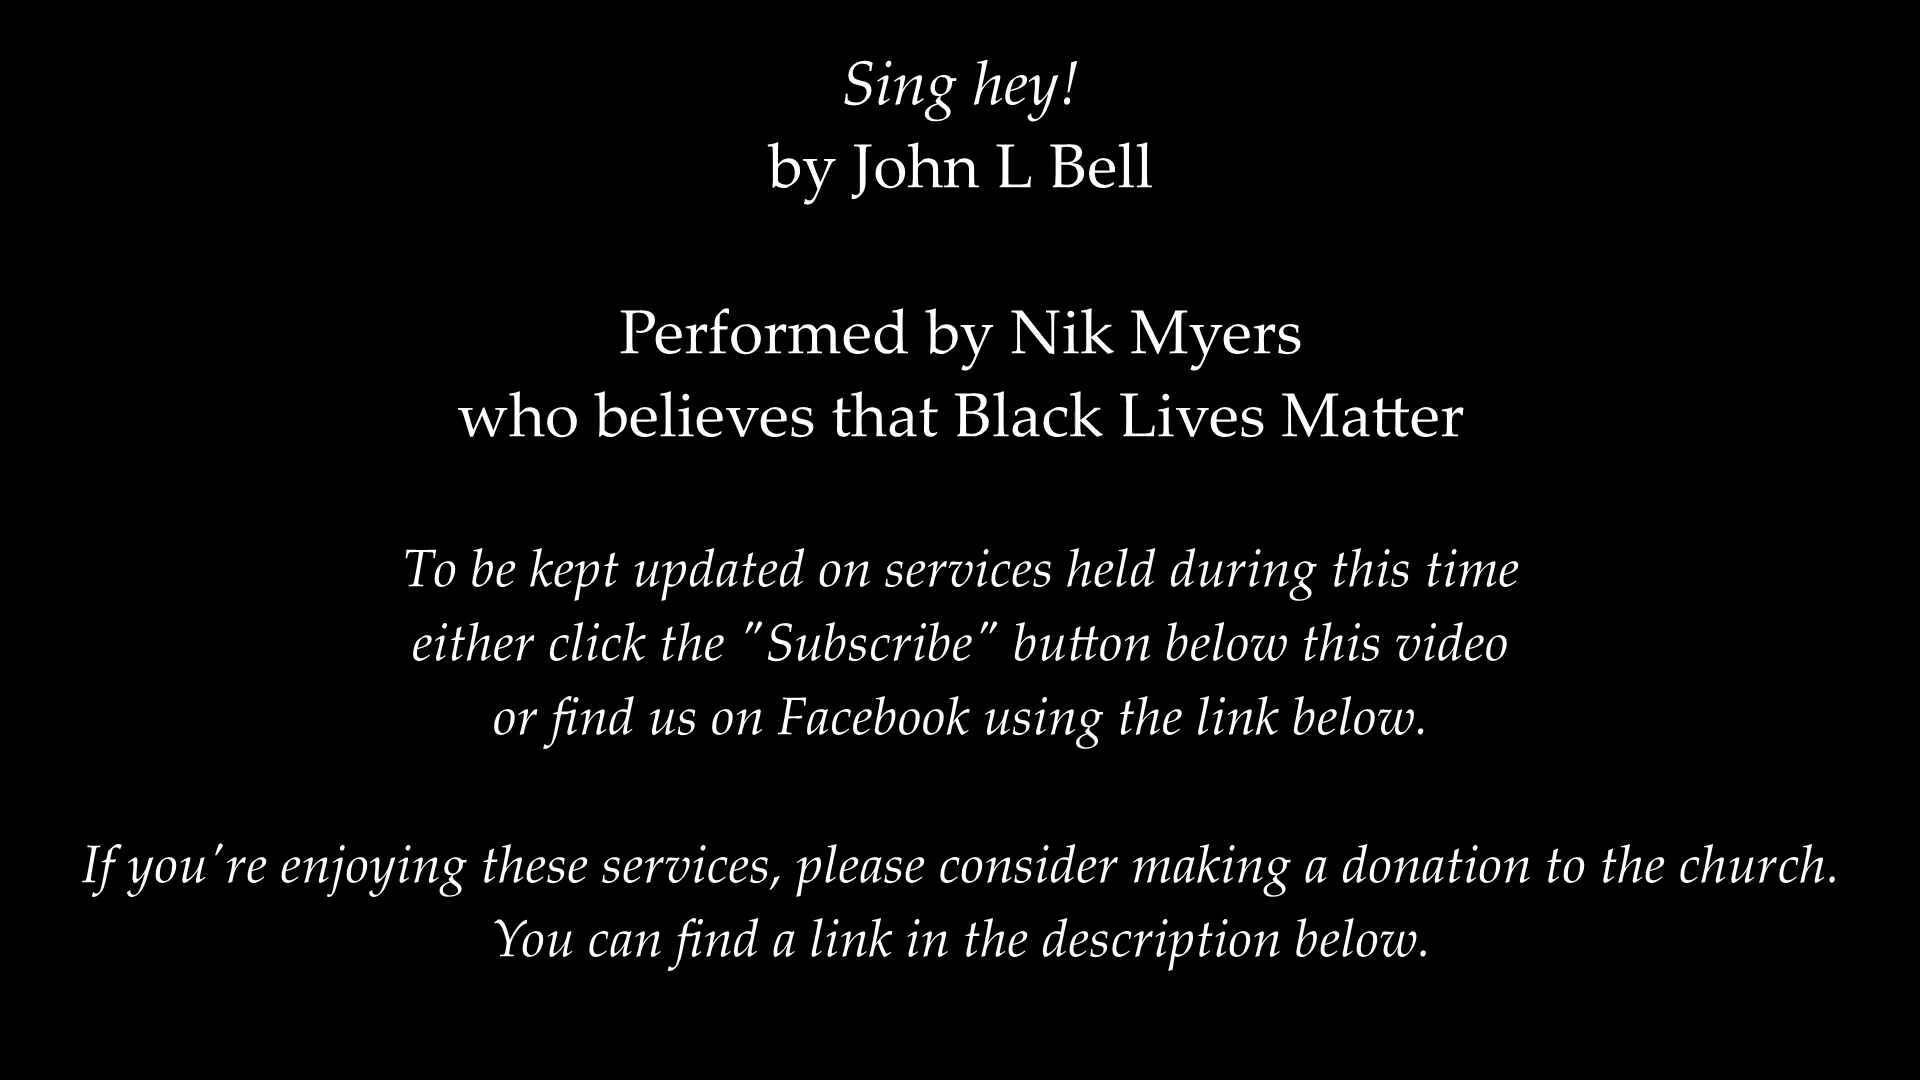 Sing hey!
by John L Bell
Performed by Nik Myers
who believes that Black Lives Matter
To be kept updated on services held during this time
either click the "Subscribe" button below this video
or find us on Facebook using the link below.
If you're enjoying these services, please consider making a donation to the church.
You can find a link in the description below.